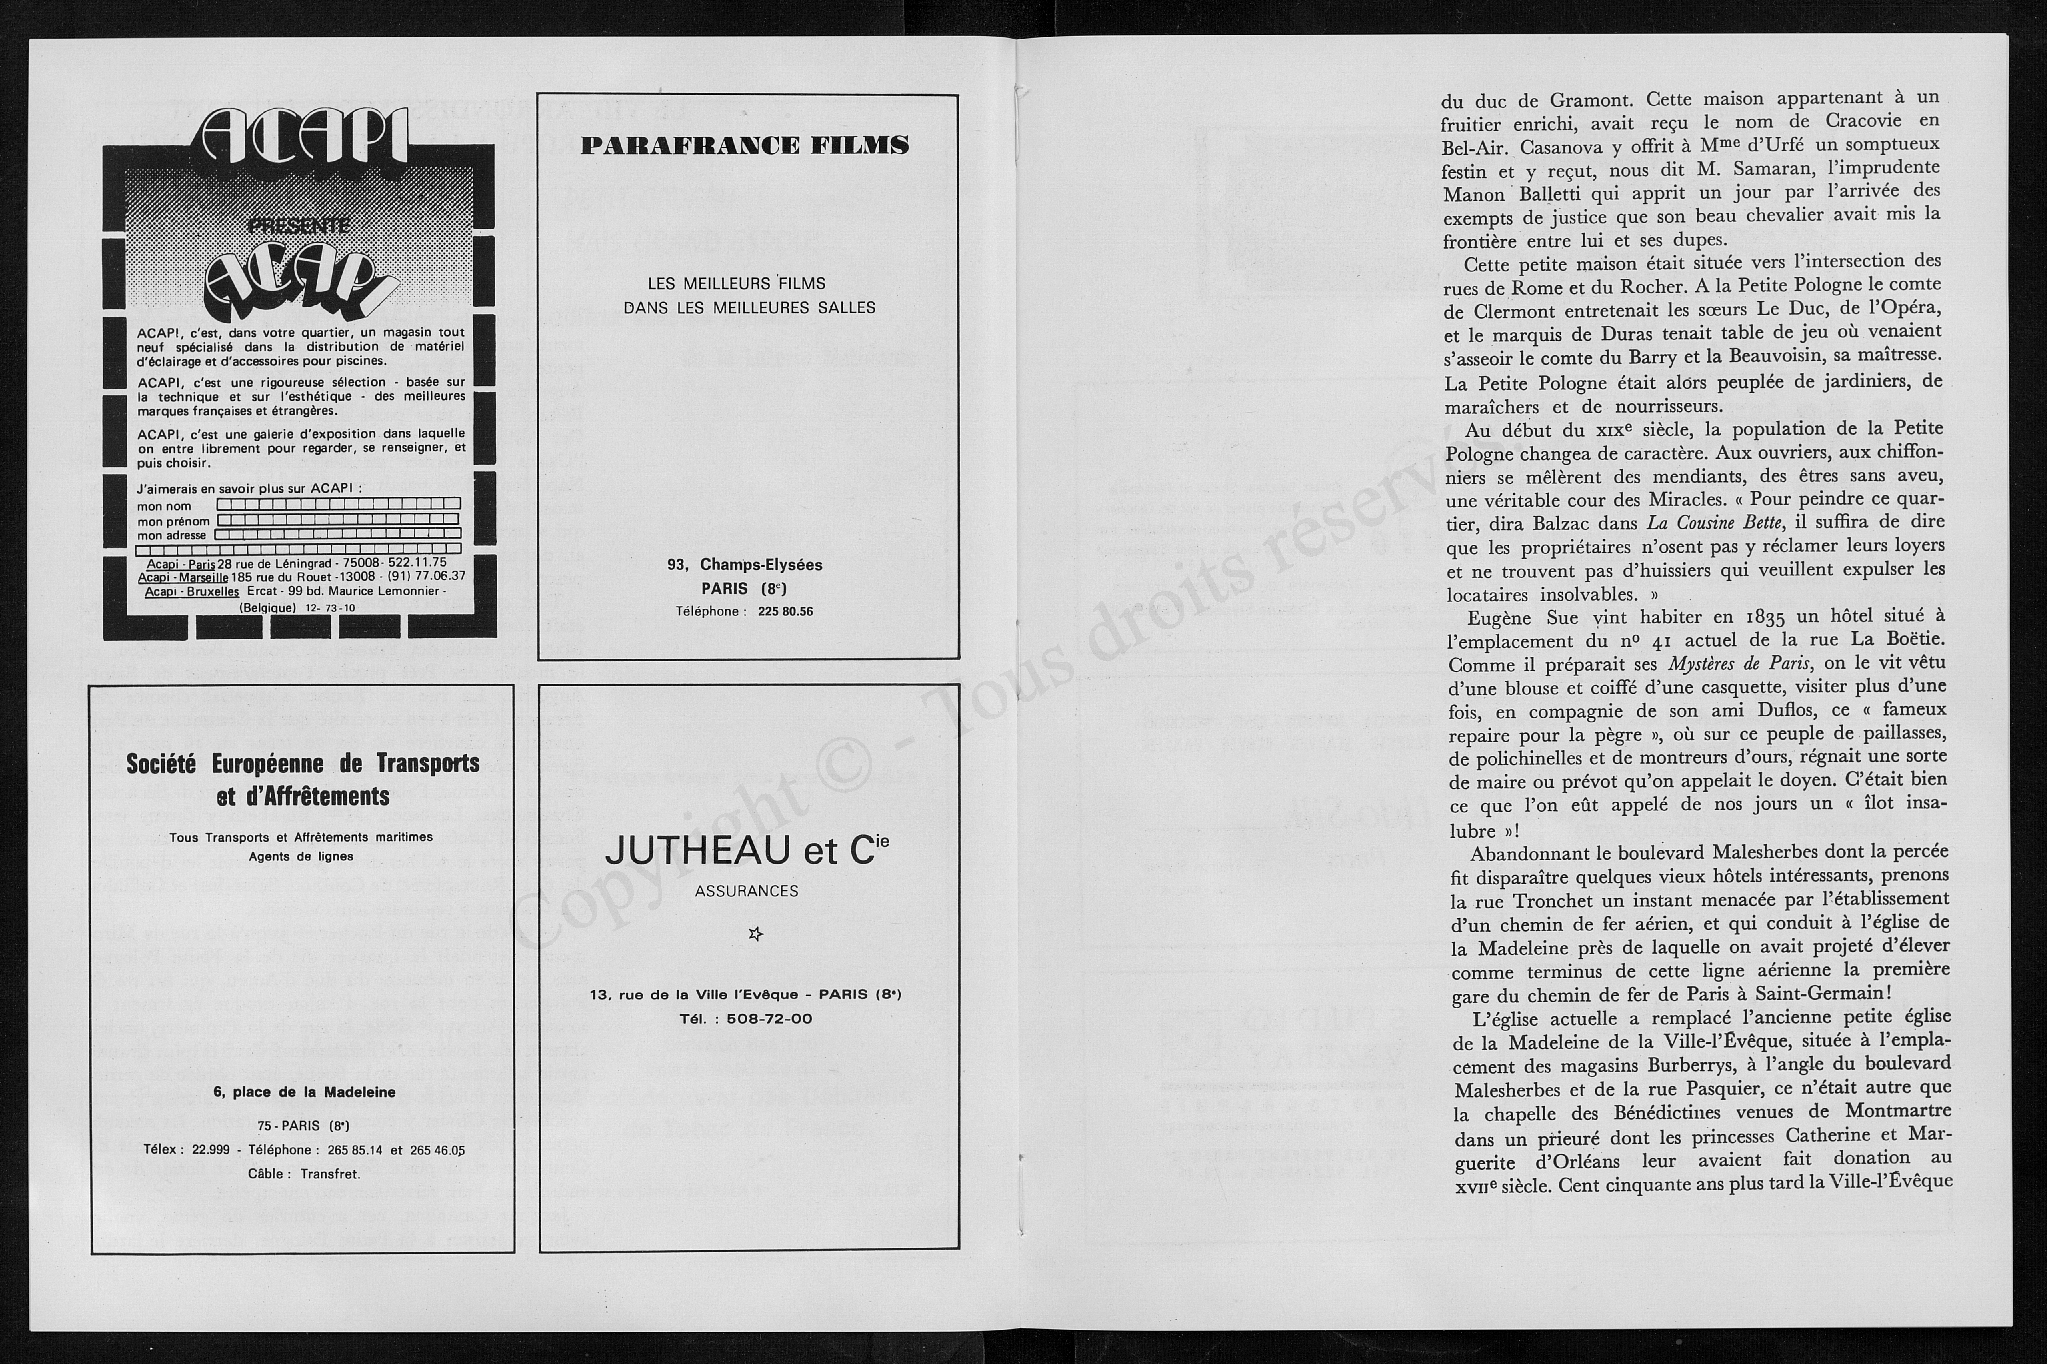 ACAPI
PRESENTE
ACAPI
ACAPI, c'est, dans votre quartier, un magasin tout
neuf spécialisé dans la distribution de matériel
d'éclairage et d'accessoires pour piscines.
ACAPI, c'est une rigoureuse sélection - basée sur
la technique et sur l'esthétique - des meilleures
marques françaises et étrangères.
ACAPI, c'est une galerie d'exposition dans laquelle
on entre librement pour regarder, se renseigner, et
puis choisir.
J'aimerais en savoir plus sur ACAPI :
mon nom
mon prénom
mon adresse
Acapi - Paris 28 rue de Léningrad - 75008- 522.11.75
Acapi - Marseille 185 rue du Rouet -13008 - (91) 77.06.37
Acapi - Bruxelles Ercat - 99 bd. Maurice Lemonnier -
(Belgique) 12- 73-10
PARAFRANCE FILMS
LES MEILLEURS FILMS
DANS LES MEILLEURES SALLES
93, Champs-Elysées
PARIS (8e)
Téléphone : 225 80.56
Société Européenne de Transports
et d'Affrêtements
Tous Transports et Affrêtements maritimes
Agents de lignes
6, place de la Madeleine
75 - PARIS (8e)
Télex : 22.999 - Téléphone : 265 85.14 et 265 46.05
Câble : Transfret.
JUTHEAU et Cie
ASSURANCES
13, rue de la Ville l'Evêque - PARIS (8e)
Tél. : 508-72-00
du duc de Gramont. Cette maison appartenant à un
fruitier enrichi, avait reçu le nom de Cracovie en
Bel-Air. Casanova y offrit à Mme d'Urfé un somptueux
festin et y reçut, nous dit M. Samaran, l'imprudente
Manon Balletti qui apprit un jour par l'arrivée des
exempts de justice que son beau chevalier avait mis la
frontière entre lui et ses dupes.
Cette petite maison était située vers l'intersection des
rues de Rome et du Rocher. A la Petite Pologne le comte
de Clermont entretenait les sœurs Le Duc, de l'Opéra,
et le marquis de Duras tenait table de jeu où venaient
s'asseoir le comte du Barry et la Beauvoisin, sa maîtresse.
La Petite Pologne était alors peuplée de jardiniers, de
maraîchers et de nourrisseurs.
Au début du XIXe siècle, la population de la Petite
Pologne changea de caractère. Aux ouvriers, aux chiffon-
niers se mêlèrent des mendiants, des êtres sans aveu,
une véritable cour des Miracles. « Pour peindre ce quar-
tier, dira Balzac dans La Cousine Bette, il suffira de dire
que les propriétaires n'osent pas y réclamer leurs loyers
et ne trouvent pas d'huissiers qui veuillent expulser les
locataires insolvables. »
Eugène Sue vint habiter en 1835 un hôtel situé à
l'emplacement du no 41 actuel de la rue La Boëtie.
Comme il préparait ses Mystères de Paris, on le vit vêtu
d'une blouse et coiffé d'une casquette, visiter plus d'une
fois, en compagnie de son ami Duflos, ce « fameux
repaire pour la pègre », où sur ce peuple de paillasses,
de polichinelles et de montreurs d'ours, régnait une sorte
de maire ou prévot qu'on appelait le doyen. C'était bien
ce que l'on eût appelé de nos jours un « îlot insa-
lubre »!
Abandonnant le boulevard Malesherbes dont la percée
fit disparaître quelques vieux hôtels intéressants, prenons
la rue Tronchet un instant menacée par l'établissement
d'un chemin de fer aérien, et qui conduit à l'église de
la Madeleine près de laquelle on avait projeté d'élever
comme terminus de cette ligne aérienne la première
gare du chemin de fer de Paris à Saint-Germain!
L'église actuelle a remplacé l'ancienne petite église
de la Madeleine de la Ville-l'Évêque, située à l'empla-
cement des magasins Burberrys, à l'angle du boulevard
Malesherbes et de la rue Pasquier, ce n'était autre que
la chapelle des Bénédictines venues de Montmartre
dans un prieuré dont les princesses Catherine et Mar-
guerite d'Orléans leur avaient fait donation au
XVIIe siècle. Cent cinquante ans plus tard la Ville-l'Évêque
Copyright © - Tous droits réservés.